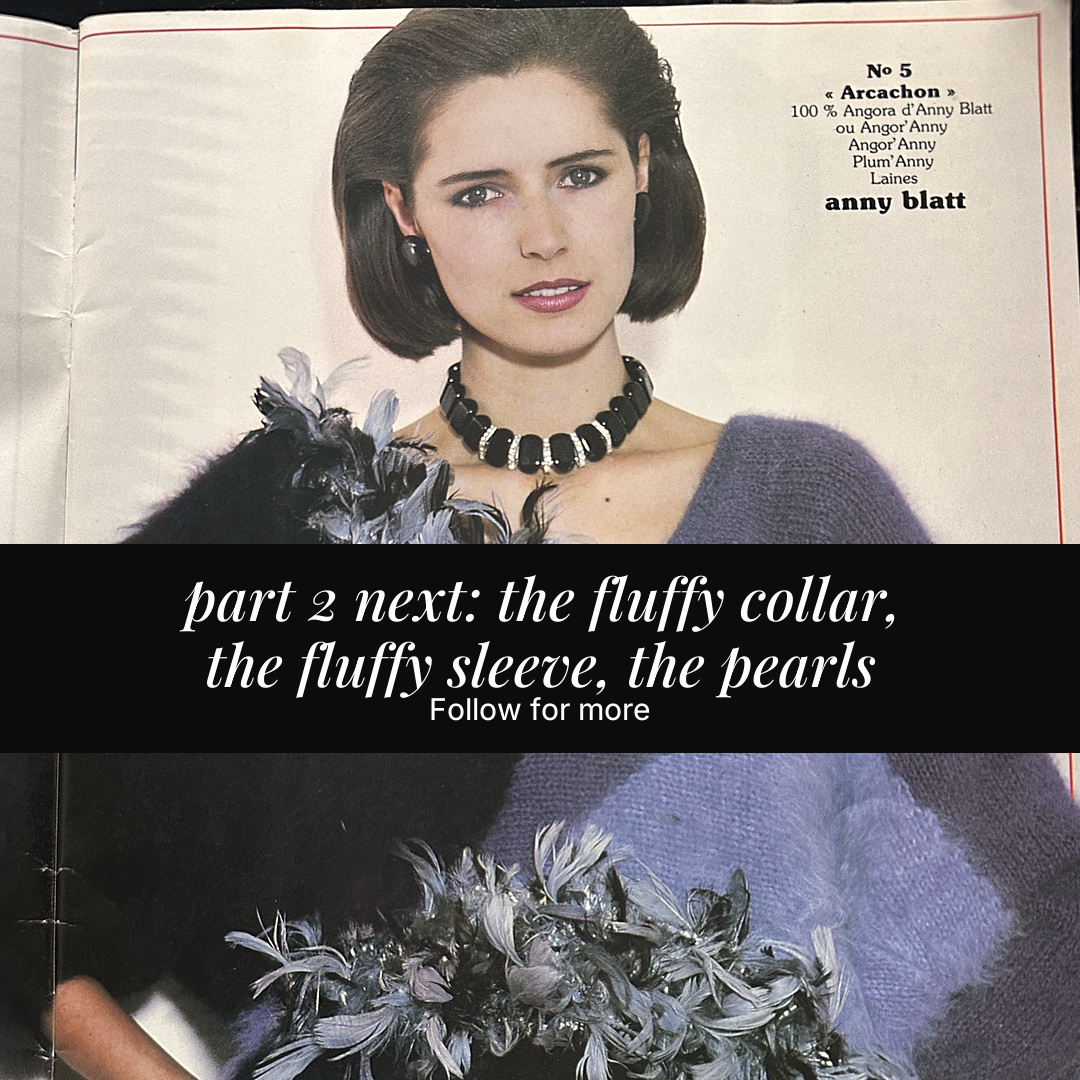 No 5
« Arcachon »
100 % Angora d'Anny Blatt
ou Angor'Anny
Angor'Anny
Plum'Anny
Laines
anny blatt
part 2 next: the fluffy collar,
the fluffy sleeve, the pearls
Follow for more